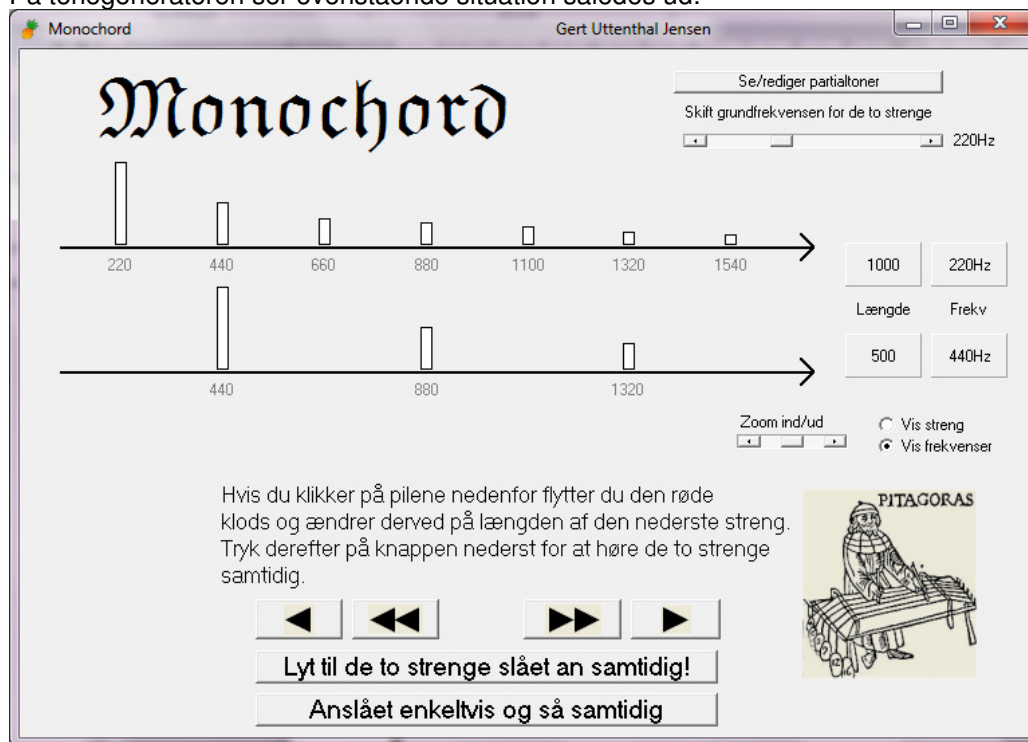 På tonegeneratoren ser ovenstående situation således ud:
Monochord Gert Uttenthal Jensen
Monochord
Se/rediger partialtoner
Skift grundfrekvensen for de to strenge
220Hz
220 440 660 880 1100 1320 1540
1000 220Hz
Længde Frekv
500 440Hz
440 880 1320
Zoom ind/ud
Vis streng
Vis frekvenser
Hvis du klikker på pilene nedenfor flytter du den røde
klods og ændrer derved på længden af den nederste streng.
Tryk derefter på knappen nederst for at høre de to strenge
samtidig.
PITAGORAS
Lyt til de to strenge slået an samtidig!
Anslået enkeltvis og så samtidig